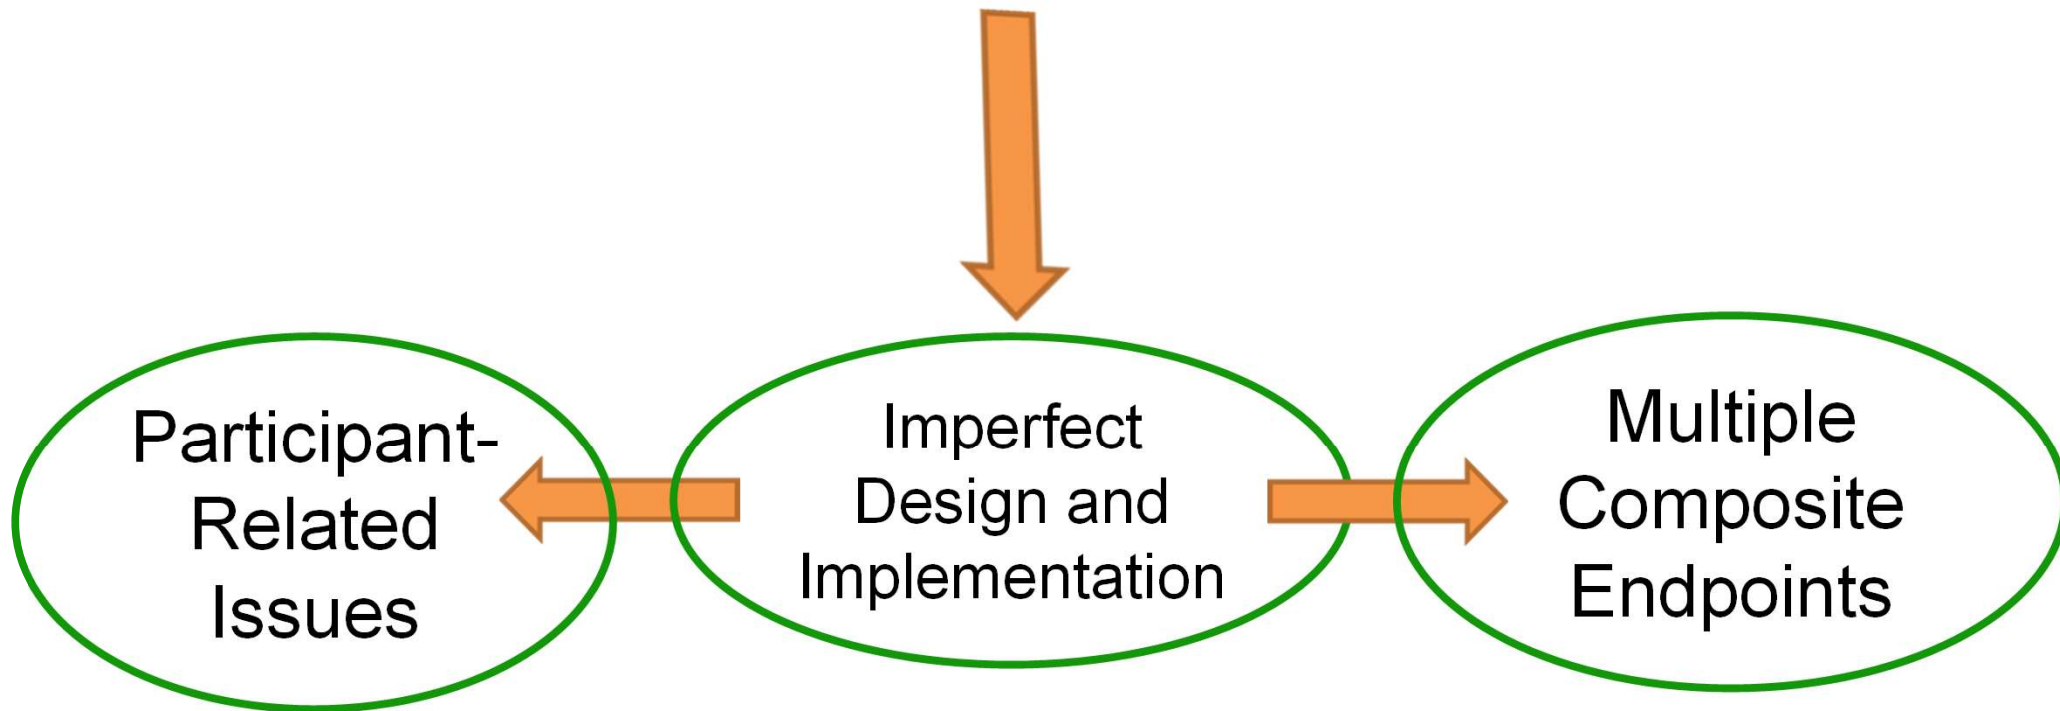 Participant-
Related
Issues
Imperfect
Design and
Implementation
Multiple
Composite
Endpoints